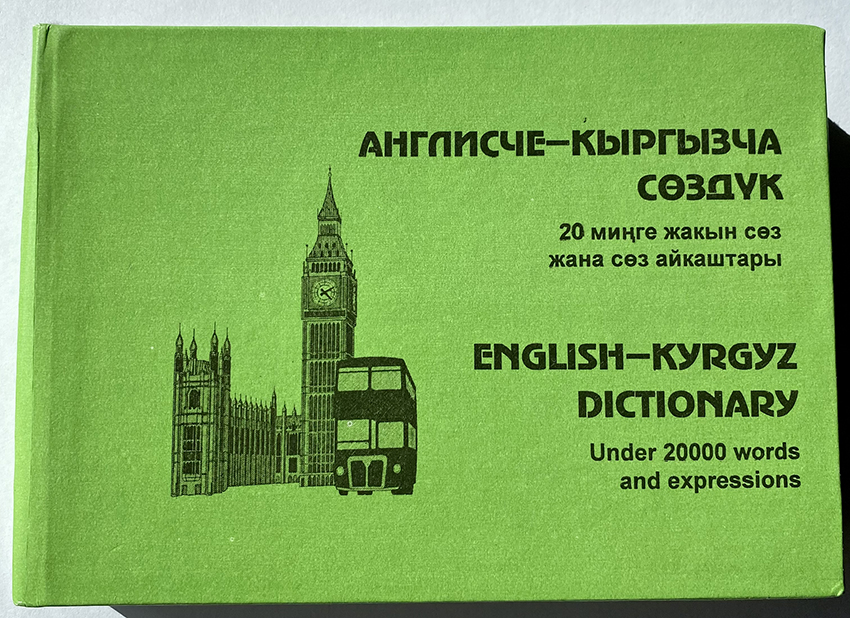 АНГЛИСЧЕ–КЫРГЫЗЧА
СӨЗДҮК
20 миңге жакын сөз
жана сөз айкаштары
ENGLISH–KYRGYZ
DICTIONARY
Under 20000 words
and expressions